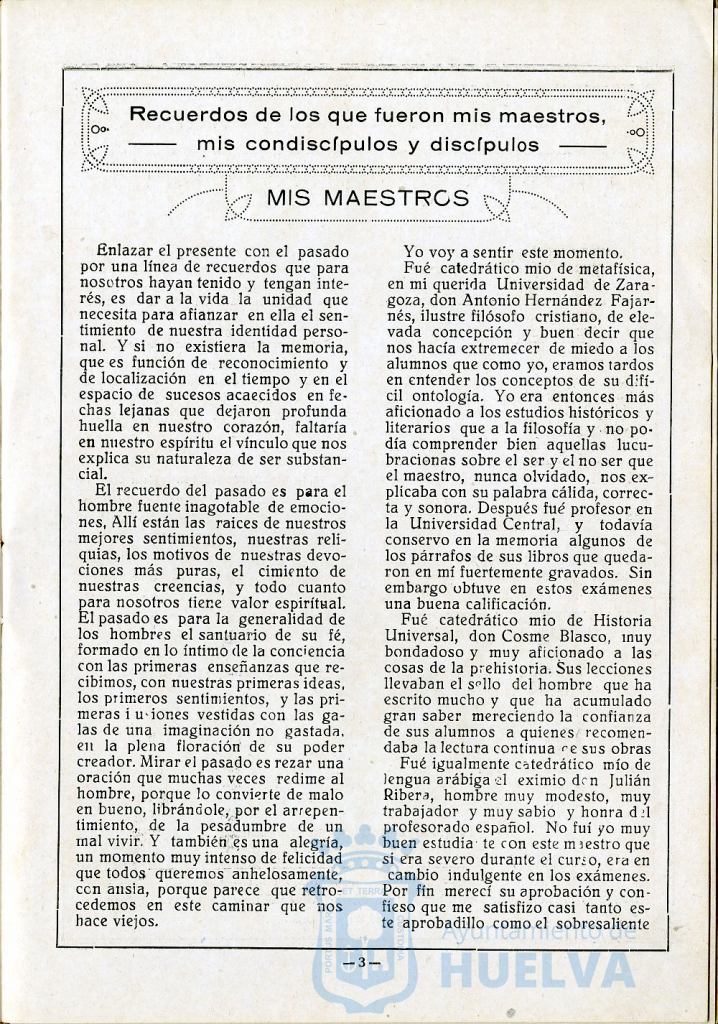 Recuerdos de los que fueron mis maestros,
mis condiscípulos y discípulos
MIS MAESTROS
Enlazar el presente con el pasado
por una línea de recuerdos que para
nosotros hayan tenido y tengan inte-
rés, es dar a la vida la unidad que
necesita para afianzar en ella el sen-
timiento de nuestra identidad perso-
nal. Y si no existiera la memoria,
que es función de reconocimiento y
de localización en el tiempo y en el
espacio de sucesos acaecidos en fe-
chas lejanas que dejaron profunda
huella en nuestro corazón, faltaría
en nuestro espíritu el vínculo que nos
explica su naturaleza de ser substan-
cial.
El recuerdo del pasado es para el
hombre fuente inagotable de emocio-
nes, Allí están las raices de nuestros
mejores sentimientos, nuestras reli-
quias, los motivos de nuestras devo-
ciones más puras, el cimiento de
nuestras creencias, y todo cuanto
para nosotros tiene valor espiritual.
El pasado es para la generalidad de
los hombres el santuario de su fé,
formado en lo íntimo de la conciencia
con las primeras enseñanzas que re-
cibimos, con nuestras primeras ideas,
los primeros sentimientos, y las pri-
meras i u·iones vestidas con las ga-
las de una imaginación no gastada,
en la plena floración de su poder
creador. Mirar el pasado es rezar una
oración que muchas veces redime al
hombre, porque lo convierte de malo
en bueno, librándole, por el arrepen-
timiento, de la pesadumbre de un
mal vivir. Y también es una alegría,
un momento muy intenso de felicidad
que todos queremos anhelosamente,
con ansia, porque parece que retro-
cedemos en este caminar que nos
hace viejos.
Yo voy a sentir este momento.
Fué catedrático mio de metafísica,
en mi querida Universidad de Zara-
goza, don Antonio Hernández Fajar-
nés, ilustre filósofo cristiano, de ele-
vada concepción y buen decir que
nos hacía extremecer de miedo a los
alumnos que como yo, eramos tardos
en entender los conceptos de su difí-
cil ontología. Yo era entonces más
aficionado a los estudios históricos y
literarios que a la filosofía y no po-
día comprender bien aquellas lucu-
braciones sobre el ser y el no ser que
el maestro, nunca olvidado, nos ex-
plicaba con su palabra cálida, correc-
ta y sonora. Después fué profesor en
la Universidad Central, y todavía
conservo en la memoria algunos de
los párrafos de sus libros que queda-
ron en mí fuertemente gravados. Sin
embargo obtuve en estos exámenes
una buena calificación.
Fué catedrático mio de Historia
Universal, don Cosme Blasco, muy
bondadoso y muy aficionado a las
cosas de la prehistoria. Sus lecciones
llevaban el sello del hombre que ha
escrito mucho y que ha acumulado
gran saber mereciendo la confianza
de sus alumnos a quienes recomen-
daba la lectura continua de sus obras
Fué igualmente catedrático mío de
lengua arábiga el eximio don Julián
Ribera, hombre muy modesto, muy
trabajador y muy sabio y honra del
profesorado español. No fuí yo muy
buen estudia te con este maestro que
si era severo durante el curso, era en
cambio indulgente en los exámenes.
Por fin merecí su aprobación y con-
fieso que me satisfizo casi tanto es-
te aprobadillo como el sobresaliente
—3—
Ayuntamiento de
HUELVA